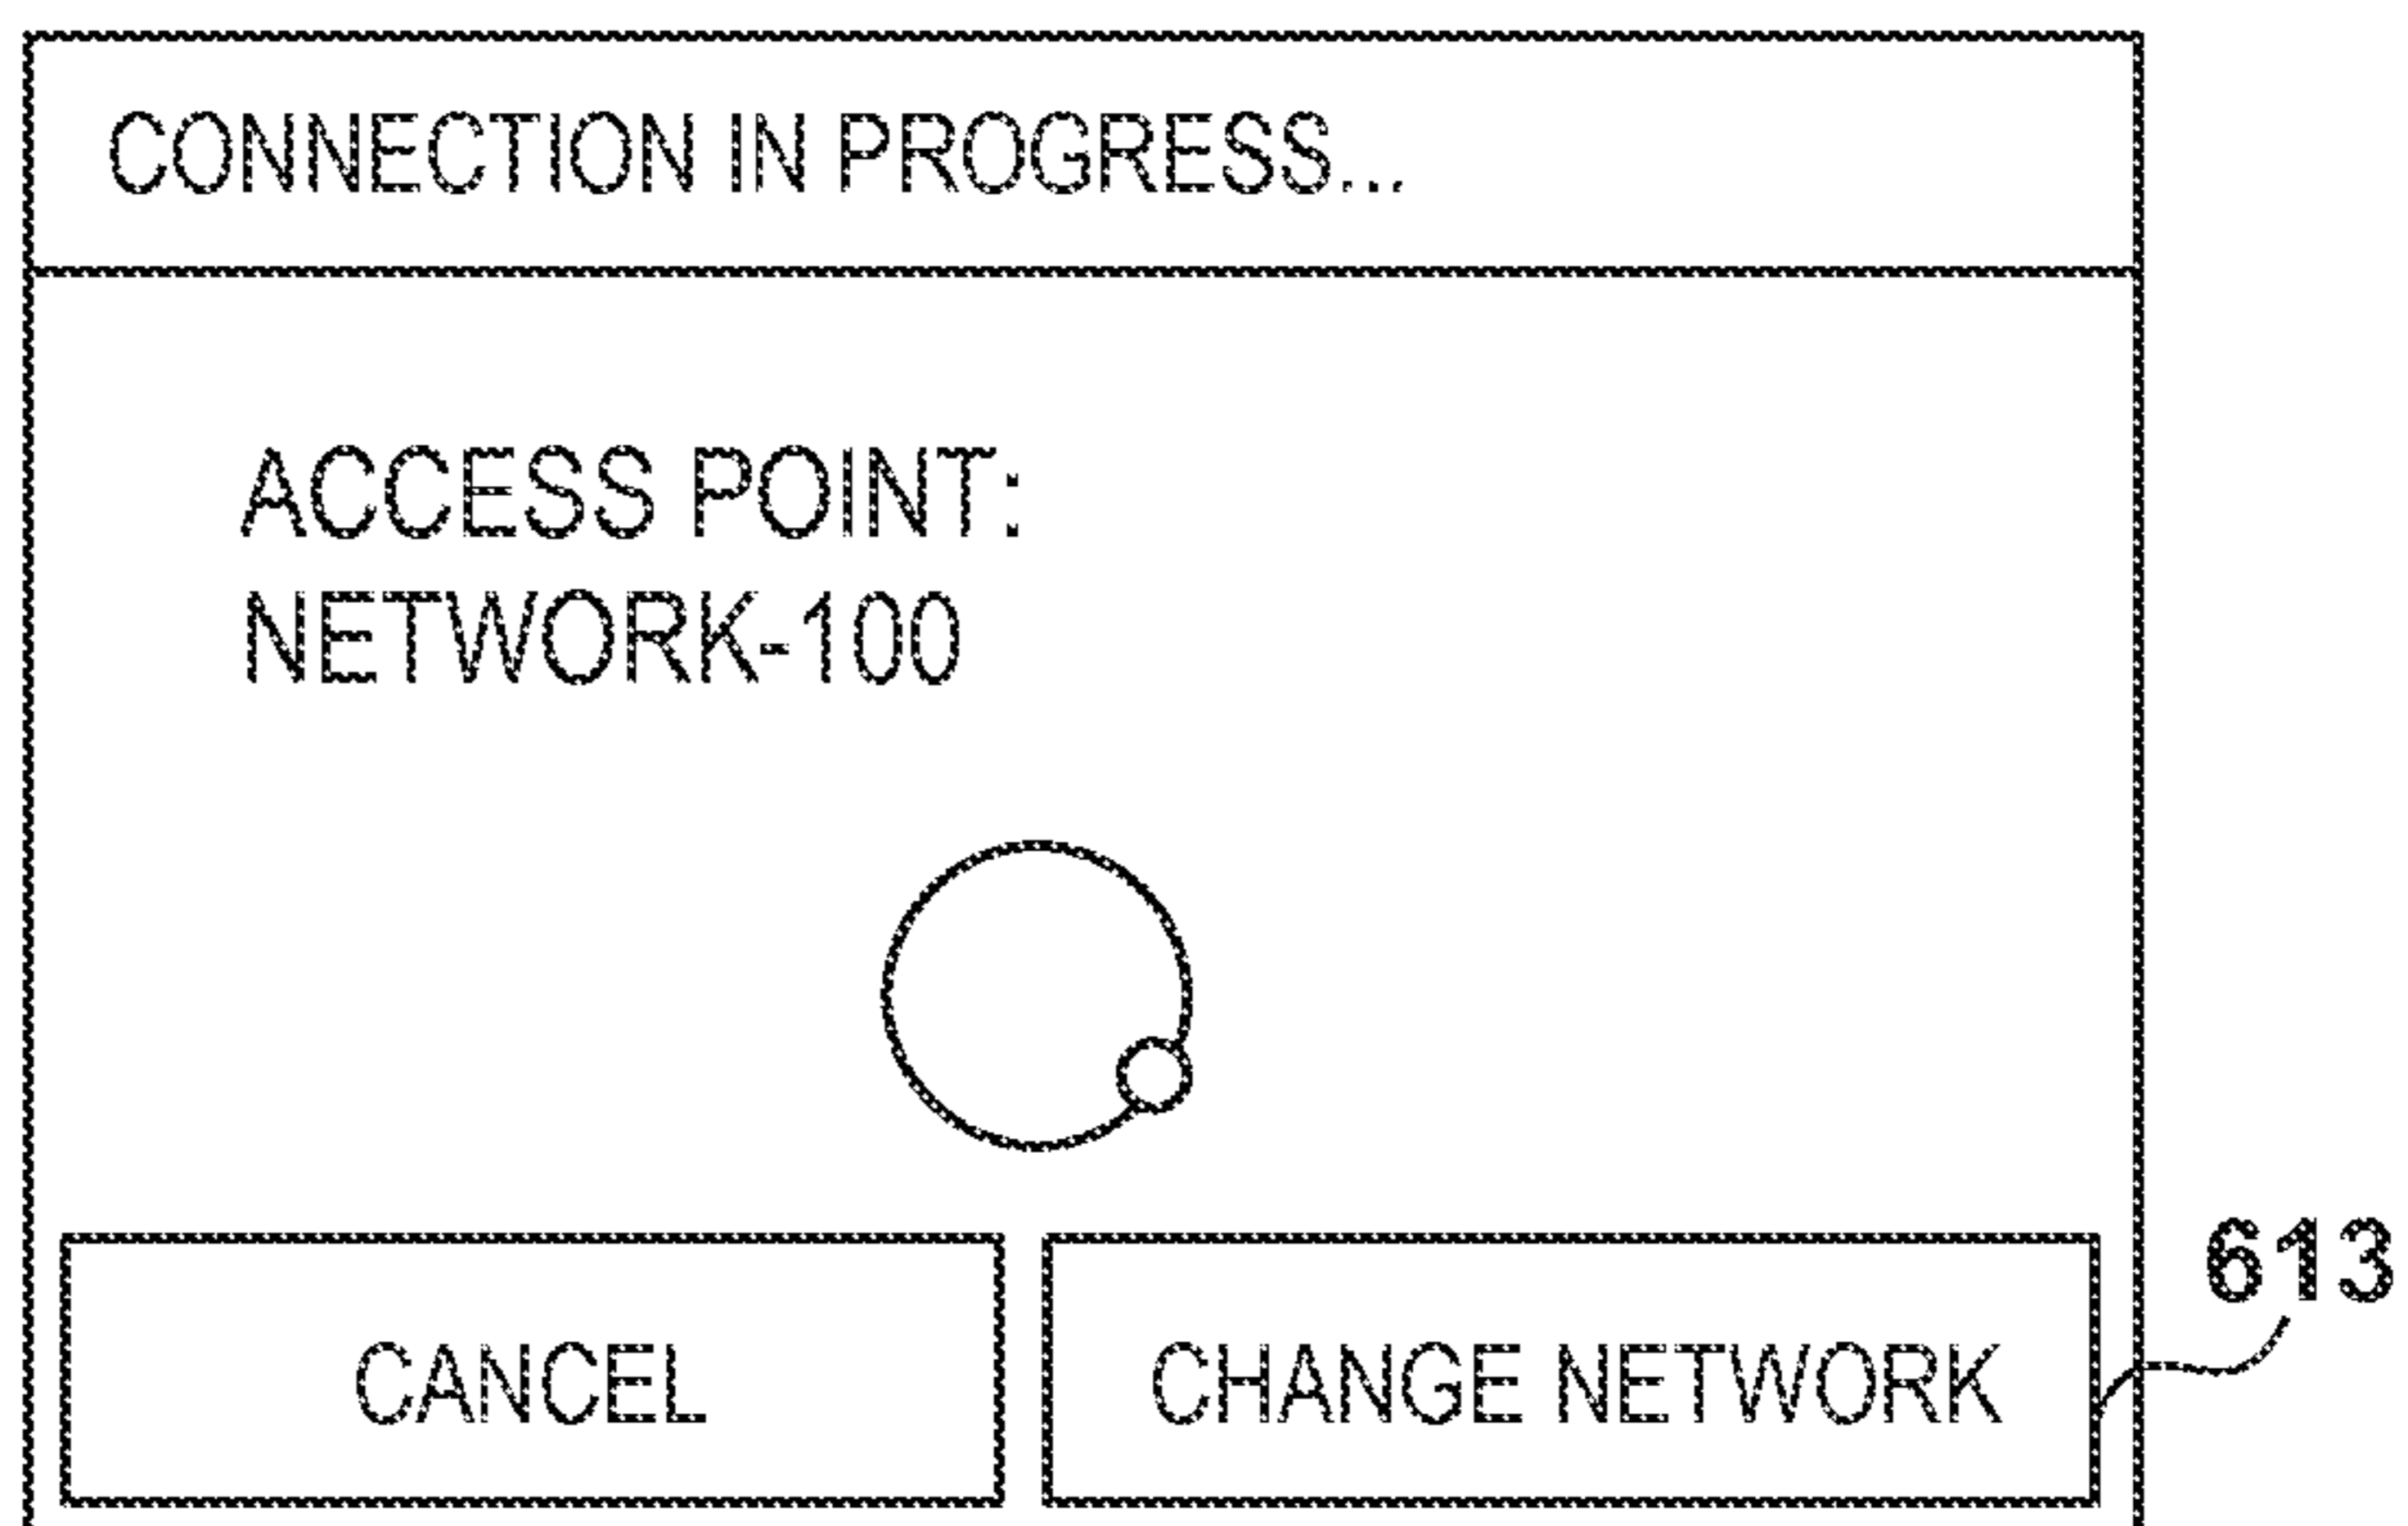 CONNECTION IN PROGRESS...
ACCESS POINT:
NETWORK-100
CANCEL
CHANGE NETWORK
613